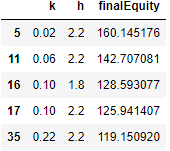 k h finalEquity
5 0.02 2.2 160.145176
11 0.06 2.2 142.707081
16 0.10 1.8 128.593077
17 0.10 2.2 125.941407
35 0.22 2.2 119.150920